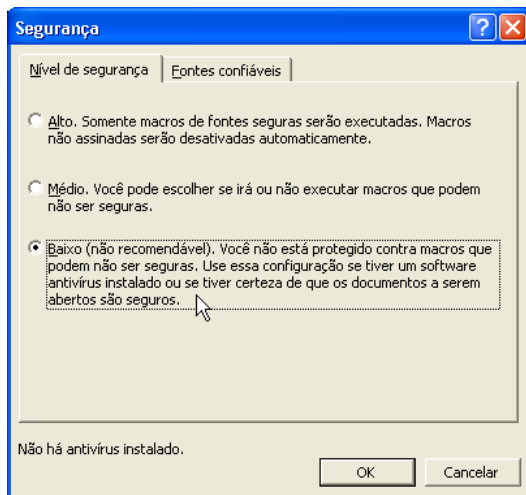 Segurança
Nível de segurança
Fontes confiáveis
Alto. Somente macros de fontes seguras serão executadas. Macros
não assinadas serão desativadas automaticamente.
Médio. Você pode escolher se irá ou não executar macros que podem
não ser seguras.
Baixo (não recomendável). Você não está protegido contra macros que
podem não ser seguras. Use essa configuração se tiver um software
antivírus instalado ou se tiver certeza de que os documentos a serem
abertos são seguros.
Não há antivírus instalado.
OK
Cancelar